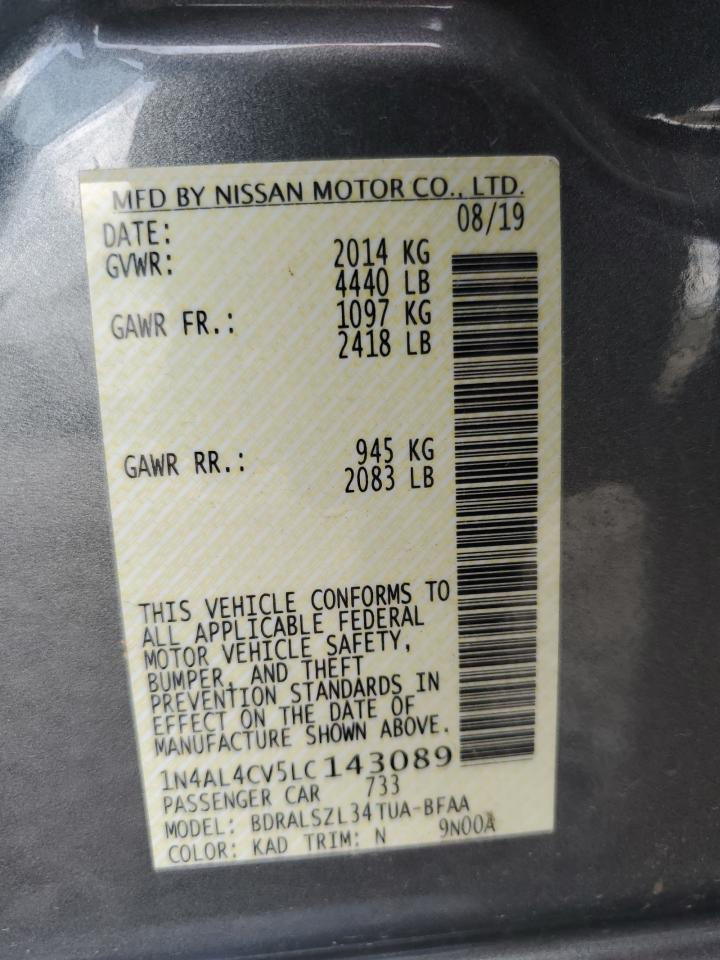 MFD BY NISSAN MOTOR CO., LTD.
DATE: 08/19
GVWR: 2014 KG
4440 LB
GAWR FR.: 1097 KG
2418 LB
GAWR RR.: 945 KG
2083 LB
THIS VEHICLE CONFORMS TO
ALL APPLICABLE FEDERAL
MOTOR VEHICLE SAFETY,
BUMPER, AND THEFT
PREVENTION STANDARDS IN
EFFECT ON THE DATE OF
MANUFACTURE SHOWN ABOVE.
1N4AL4CV5LC143089
PASSENGER CAR 733
MODEL: BDRALSZL34TUA-BFAA
COLOR: KAD TRIM: N 9N00A